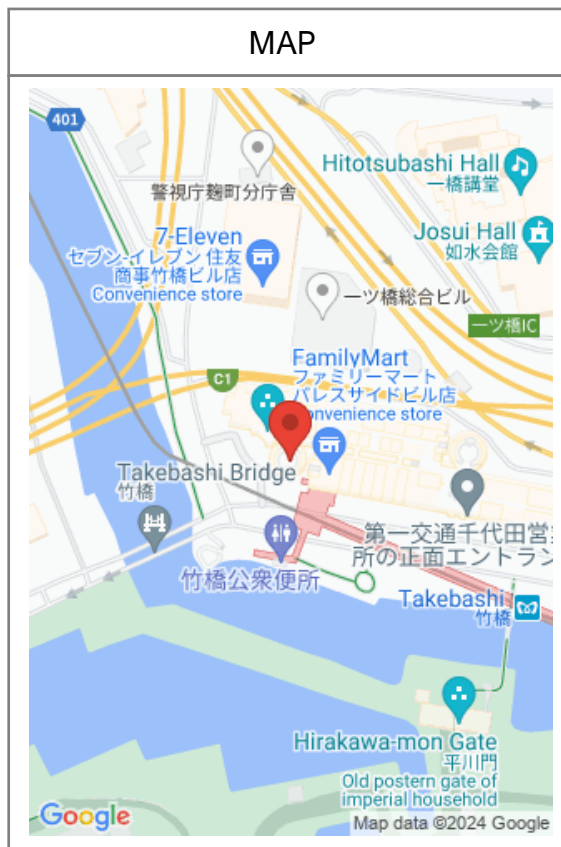 MAP
401
Hitotsubashi Hall
一橋講堂
警視庁麹町分庁舎
7-Eleven
セブン-イレブン 住友
商事竹橋ビル店
Convenience store
Josui Hall
如水会館
一ツ橋総合ビル
一ツ橋IC
C1
FamilyMart
ファミリーマート
パレスサイドビル店
onvenience store
Takebashi Bridge
竹橋
第一交通千代田営業
所の正面エントラン
竹橋公衆便所
Takebashi
竹橋
Hirakawa-mon Gate
平川門
Old postern gate of
imperial household
Google
Map data ©2024 Google